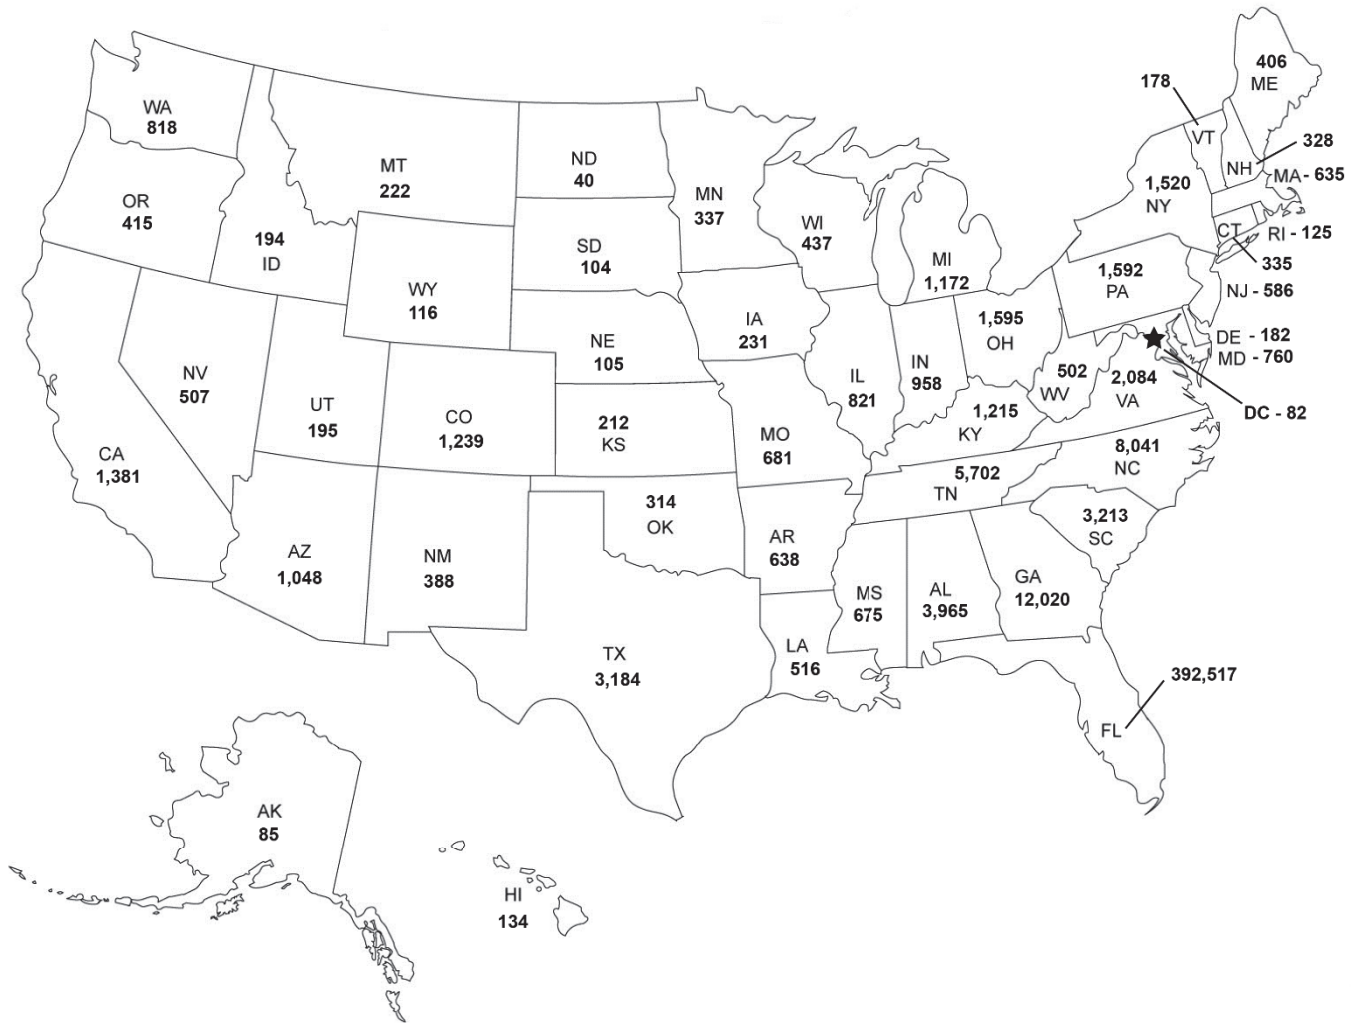 406
ME
178
VT
328
NH
MA - 635
WA
818
MT
222
ND
40
MN
337
1,520
NY
OR
415
194
ID
SD
104
WI
437
CT
RI - 125
335
MI
1,172
1,592
PA
NJ - 586
WY
116
IA
231
1,595
OH
DE - 182
MD - 760
NE
105
NV
507
IL
821
IN
958
502
WV
2,084
VA
DC - 82
UT
195
CO
1,239
212
KS
MO
681
1,215
KY
CA
1,381
8,041
NC
5,702
TN
314
OK
3,213
SC
AZ
1,048
NM
388
AR
638
MS
675
AL
3,965
GA
12,020
TX
3,184
LA
516
392,517
FL
AK
85
HI
134